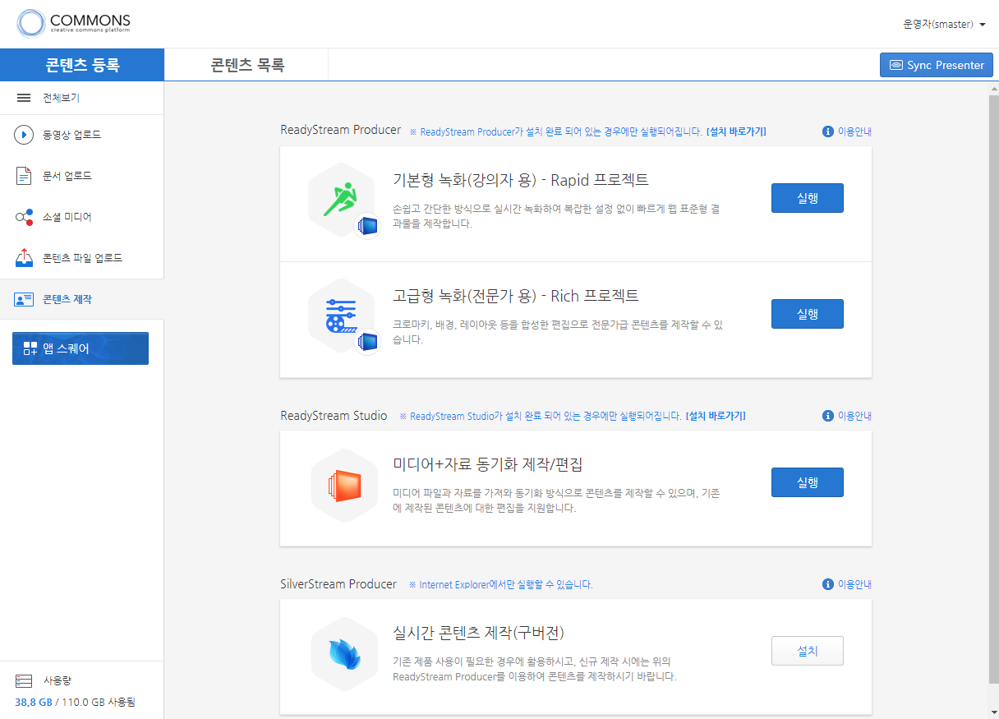 COMMONS
creative commons platform
운영자(smaster)
콘텐츠 등록
콘텐츠 목록
Sync Presenter
전체보기
동영상 업로드
문서 업로드
소셜 미디어
콘텐츠 파일 업로드
콘텐츠 제작
앱 스퀘어
ReadyStream Producer ※ ReadyStream Producer가 설치 완료 되어 있는 경우에만 실행되어집니다. [설치 바로가기] 이용안내
기본형 녹화(강의자 용) - Rapid 프로젝트
손쉽고 간단한 방식으로 실시간 녹화하여 복잡한 설정 없이 빠르게 웹 표준형 결
과물을 제작합니다.
실행
고급형 녹화(전문가 용) - Rich 프로젝트
크로마키, 배경, 레이아웃 등을 합성한 편집으로 전문가급 콘텐츠를 제작할 수 있
습니다.
실행
ReadyStream Studio ※ ReadyStream Studio가 설치 완료 되어 있는 경우에만 실행되어집니다. [설치 바로가기] 이용안내
미디어+자료 동기화 제작/편집
미디어 파일과 자료를 가져와 동기화 방식으로 콘텐츠를 제작할 수 있으며, 기존
에 제작된 콘텐츠에 대한 편집을 지원합니다.
실행
SilverStream Producer ※ Internet Explorer에서만 실행할 수 있습니다. 이용안내
실시간 콘텐츠 제작(구버전)
기존 제품 사용이 필요한 경우에 활용하시고, 신규 제작 시에는 위의
ReadyStream Producer를 이용하여 콘텐츠를 제작하시기 바랍니다.
설치
사용량
38.8 GB / 110.0 GB 사용됨